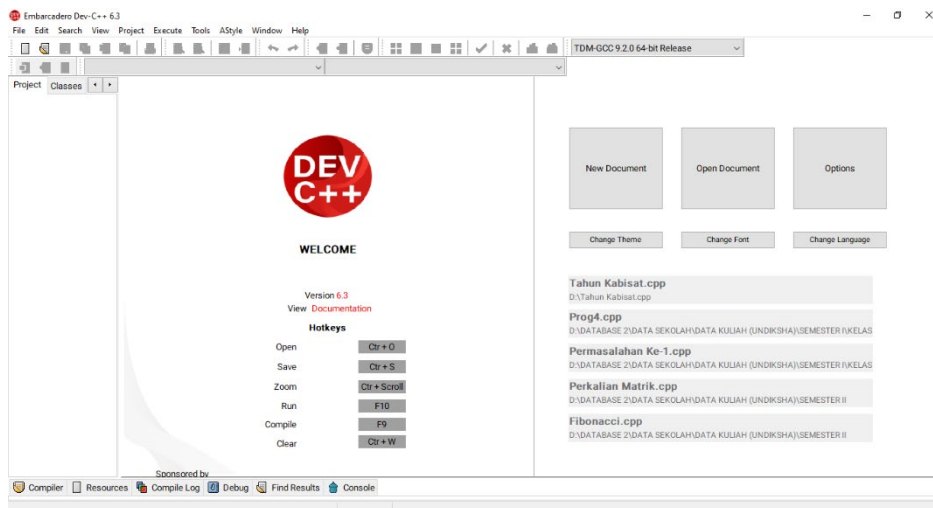 Embarcadero Dev-C++ 6.3
File Edit Search View Project Execute Tools AStyle Window Help
TDM-GCC 9.2.0 64-bit Release
Project Classes
DEV
C++
WELCOME
Version 6.3
View Documentation
Hotkeys
Open Ctr + O
Save Ctr + S
Zoom Ctr + Scroll
Run F10
Compile F9
Clear Ctr + W
Sponsored by
New Document Open Document Options
Change Theme Change Font Change Language
Tahun Kabisat.cpp
D:\Tahun Kabisat.cpp
Prog4.cpp
D:\DATABASE 2\DATA SEKOLAH\DATA KULIAH (UNDIKSHA)\SEMESTER I\KELAS
Permasalahan Ke-1.cpp
D:\DATABASE 2\DATA SEKOLAH\DATA KULIAH (UNDIKSHA)\SEMESTER I\KELAS
Perkalian Matrik.cpp
D:\DATABASE 2\DATA SEKOLAH\DATA KULIAH (UNDIKSHA)\SEMESTER II
Fibonacci.cpp
D:\DATABASE 2\DATA SEKOLAH\DATA KULIAH (UNDIKSHA)\SEMESTER II
Compiler Resources Compile Log Debug Find Results Console